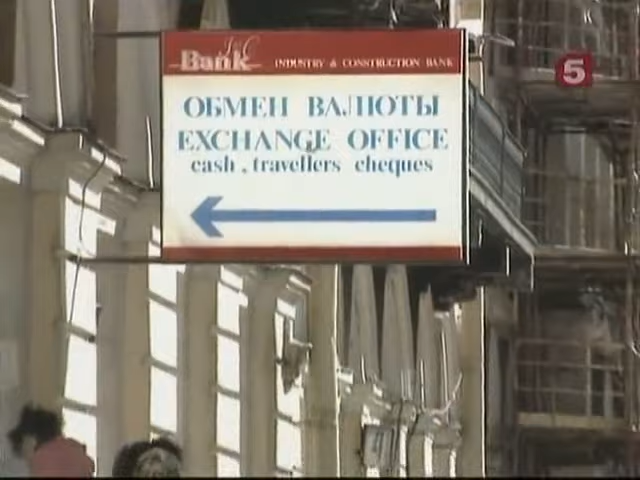 Bank I&C INDUSTRY & CONSTRUCTION BANK
5
ОБМЕН ВАЛЮТЫ
EXCHANGE OFFICE
cash, travellers cheques